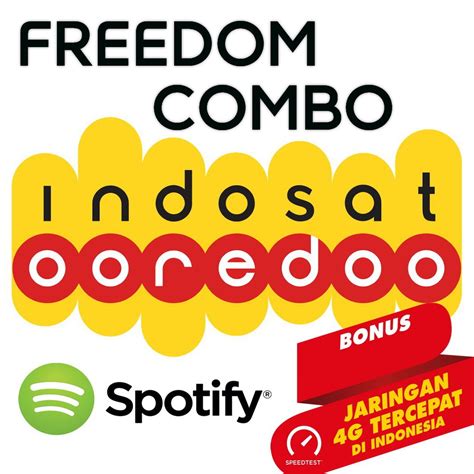 FREEDOM
COMBO
indosat
ooredoo
Spotify®
BONUS
JARINGAN
4G TERCEPAT
DI INDONESIA
SPEEDTEST